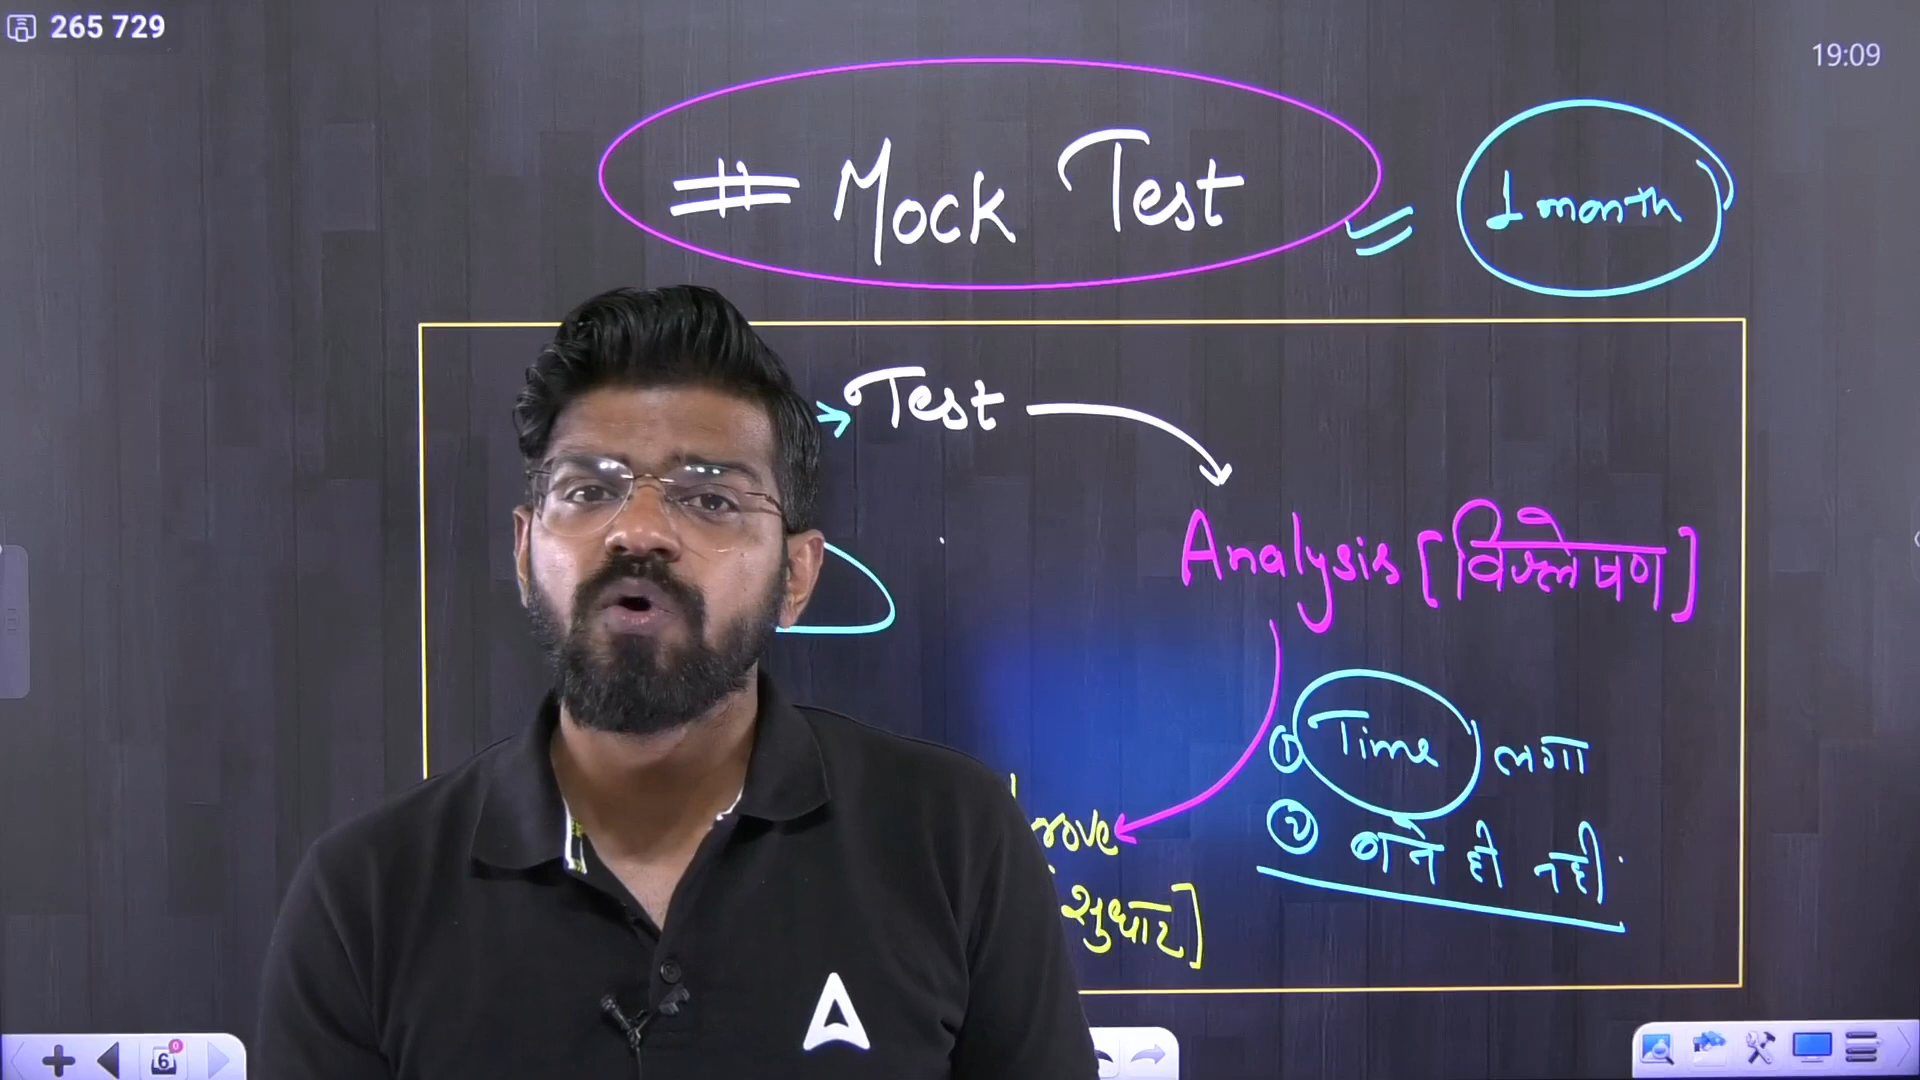 265 729
19:09
# Mock Test
1 month
Test
Analysis [विश्लेषण]
① Time लगा
② बने ही नही
rove
सुधार]
6
0
A